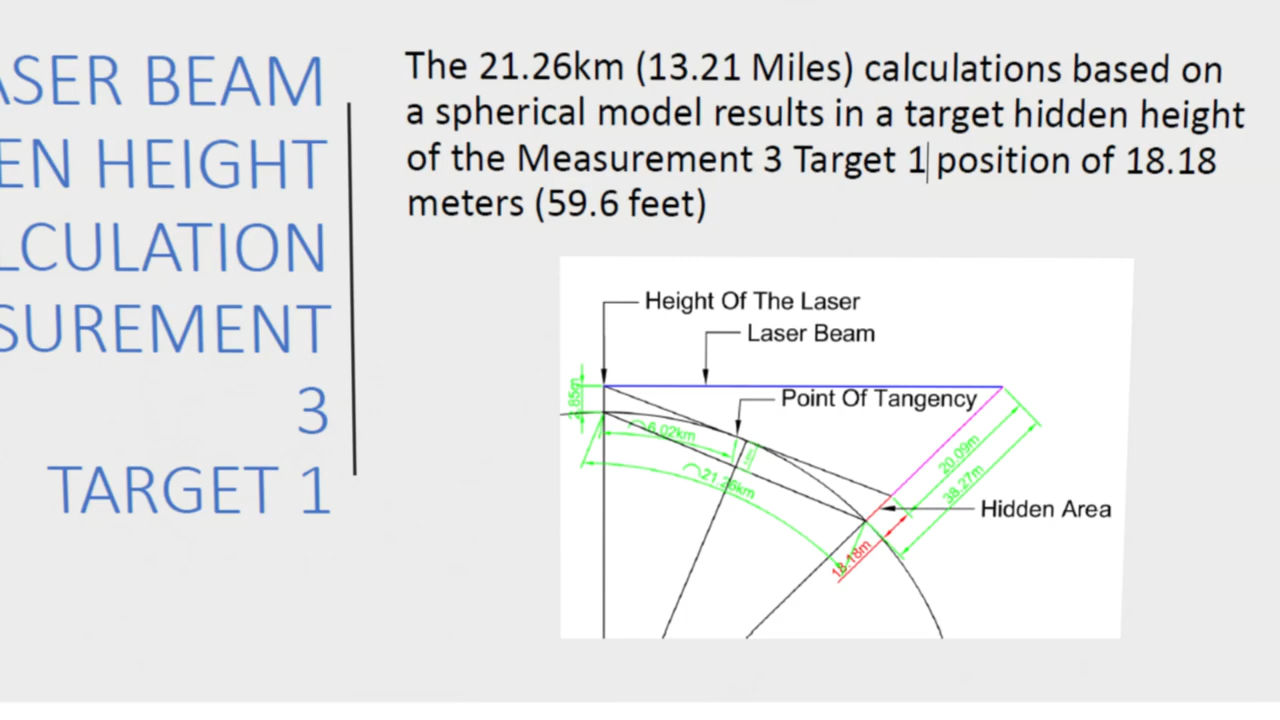 ASER BEAM
EN HEIGHT
LCULATION
SUREMENT
3
TARGET 1
The 21.26km (13.21 Miles) calculations based on
a spherical model results in a target hidden height
of the Measurement 3 Target 1 position of 18.18
meters (59.6 feet)
Height Of The Laser
Laser Beam
Point Of Tangency
6.02km
21.26km
20.09m
38.27m
Hidden Area
18.18m